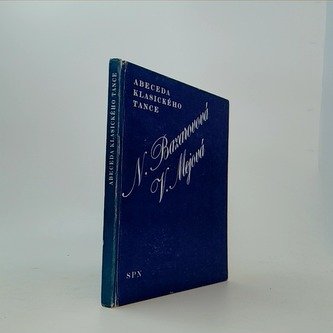 ABECEDA KLASICKÉHO TANCE
ABECEDA
KLASICKÉHO
TANCE
N. Bazarovová
V. Mejová
SPN